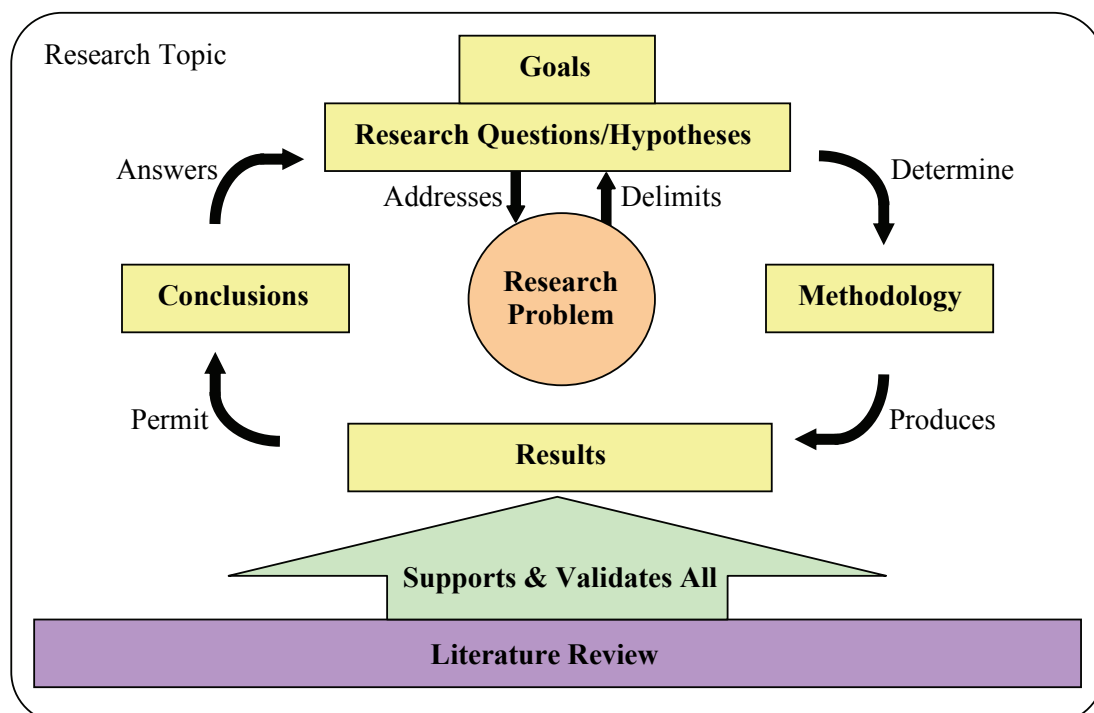 Research Topic
Goals
Research Questions/Hypotheses
Answers
Determine
Addresses
Delimits
Conclusions
Research
Problem
Methodology
Permit
Produces
Results
Supports & Validates All
Literature Review